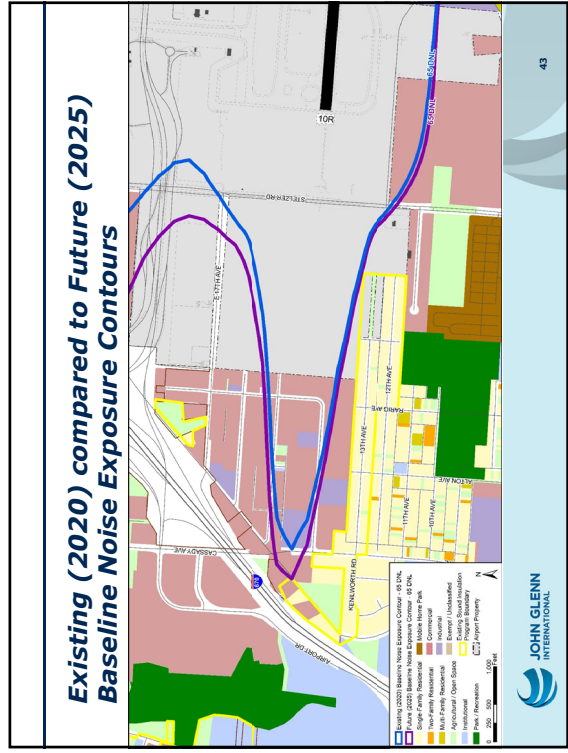 Existing (2020) compared to Future (2025)
Baseline Noise Exposure Contours
10R
65 DNL
65 DNL
STELZER RD
E 17TH AVE
CASSADY AVE
670
AIRPORT DR
KENILWORTH RD
13TH AVE
12TH AVE
RARIG AVE
11TH AVE
10TH AVE
ALTON AVE
Existing (2020) Baseline Noise Exposure Contour - 65 DNL
Future (2025) Baseline Noise Exposure Contour - 65 DNL
Single-Family Residential
Two-Family Residential
Multi-Family Residential
Agricultural / Open Space
Institutional
Park / Recreation
Mobile Home Park
Commercial
Industrial
Exempt / Unclassified
Existing Sound Insulation
Program Boundary
Airport Property
0 250 500 1,000
Feet
N
JOHN GLENN
INTERNATIONAL
43